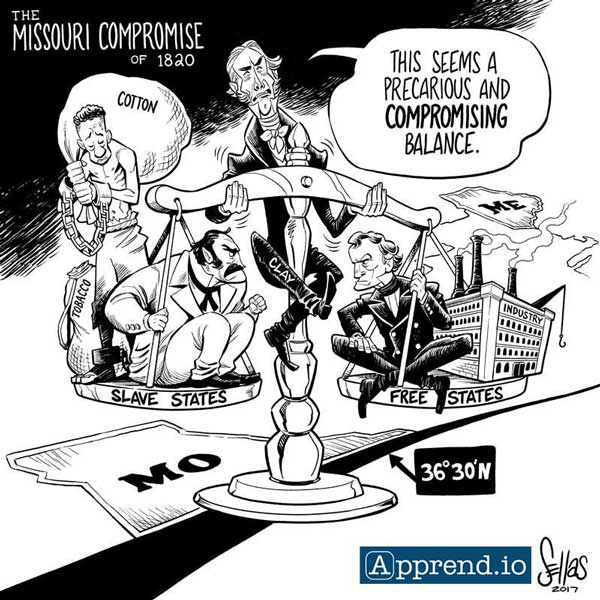 THE
MISSOURI COMPROMISE
OF 1820
THIS SEEMS A
PRECARIOUS AND
COMPROMISING
BALANCE.
COTTON
ME
CLAY
TOBACCO
INDUSTRY
SLAVE STATES
FREE STATES
MO
36°30'N
Apprend.io
Sellas
2017